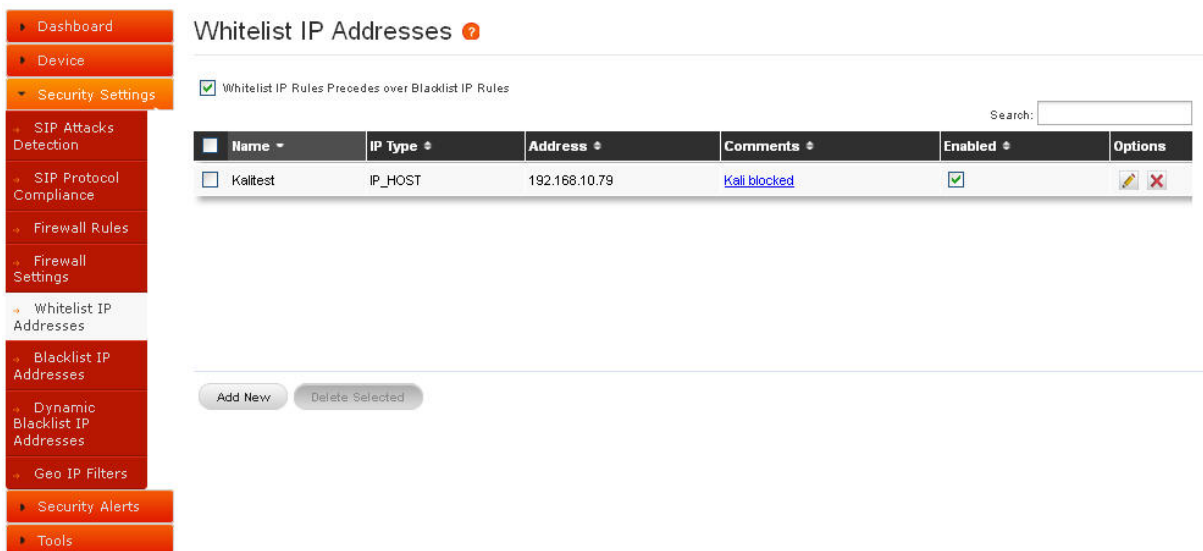 Dashboard
Device
Security Settings
SIP Attacks
Detection
SIP Protocol
Compliance
Firewall Rules
Firewall
Settings
Whitelist IP
Addresses
Blacklist IP
Addresses
Dynamic
Blacklist IP
Addresses
Geo IP Filters
Security Alerts
Tools
Whitelist IP Addresses ?
Whitelist IP Rules Precedes over Blacklist IP Rules
Search:
Name IP Type Address Comments Enabled Options
Kalitest IP_HOST 192.168.10.79 Kali blocked
Add New Delete Selected